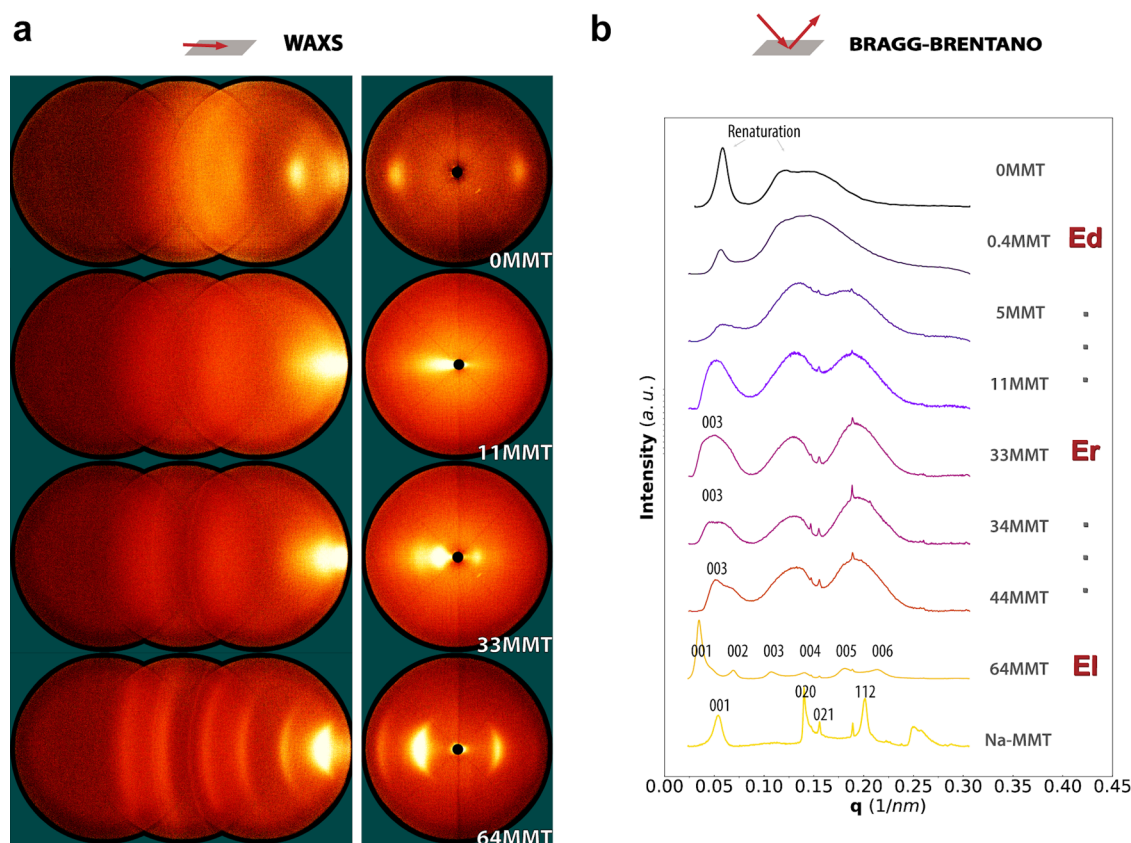 a
WAXS
0MMT
11MMT
33MMT
64MMT
b
BRAGG-BRENTANO
Renaturation
0MMT
0.4MMT
Ed
5MMT
11MMT
003
33MMT
Er
003
34MMT
003
44MMT
001 002 003 004 005 006
64MMT
El
001 020 021 112
Na-MMT
Intensity (a.u.)
0.00 0.05 0.10 0.15 0.20 0.25 0.30 0.35 0.40 0.45
q (1/nm)